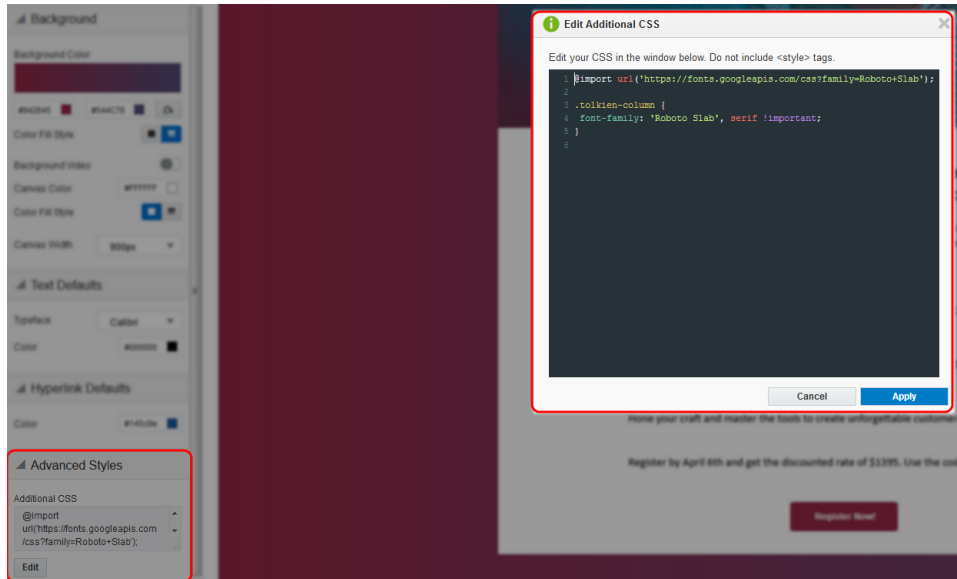 Background
Background Color
#942845
#544C78
Color Fill Style
Background Video
Canvas Color
#FFFFFF
Color Fill Style
Canvas Width
900px
Text Defaults
Typeface
Calibri
Color
#000000
Hyperlink Defaults
Color
Advanced Styles
Additional CSS
@import
url('https://fonts.googleapis.com
/css?family=Roboto+Slab');
Edit
Edit Additional CSS
Edit your CSS in the window below. Do not include <style> tags.
1 @import url('https://fonts.googleapis.com/css?family=Roboto+Slab');
2
3 .tolkien-column {
4 font-family: 'Roboto Slab', serif !important;
5 }
6
Cancel
Apply
Hone your craft and master the tools to create unforgettable custome
Register by April 6th and get the discounted rate of $1395. Use the co
Register Now!